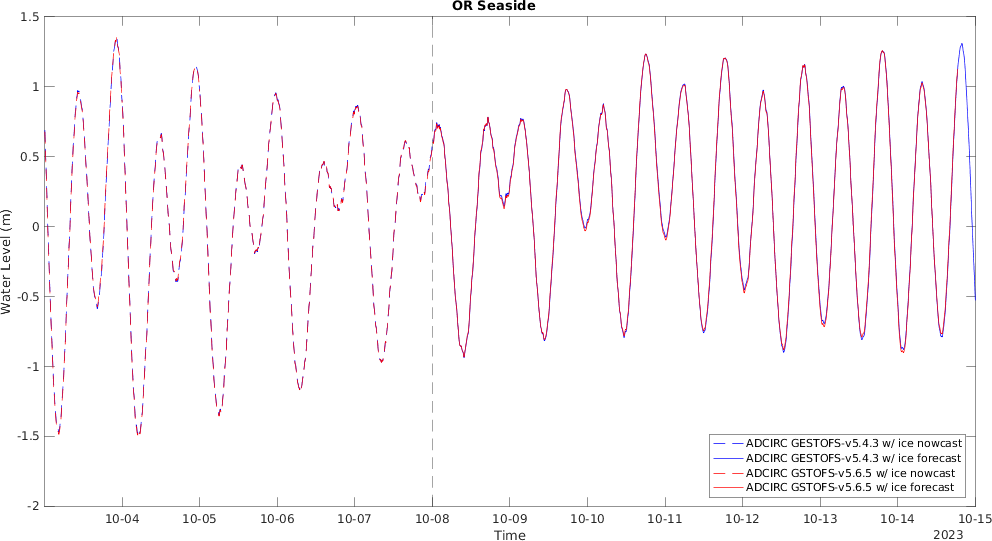 OR Seaside
1.5
1
0.5
0
-0.5
-1
-1.5
-2
Water Level (m)
10-04 10-05 10-06 10-07 10-08 10-09 10-10 10-11 10-12 10-13 10-14 10-15
Time
2023
ADCIRC GESTOFS-v5.4.3 w/ ice nowcast
ADCIRC GESTOFS-v5.4.3 w/ ice forecast
ADCIRC GSTOFS-v5.6.5 w/ ice nowcast
ADCIRC GSTOFS-v5.6.5 w/ ice forecast